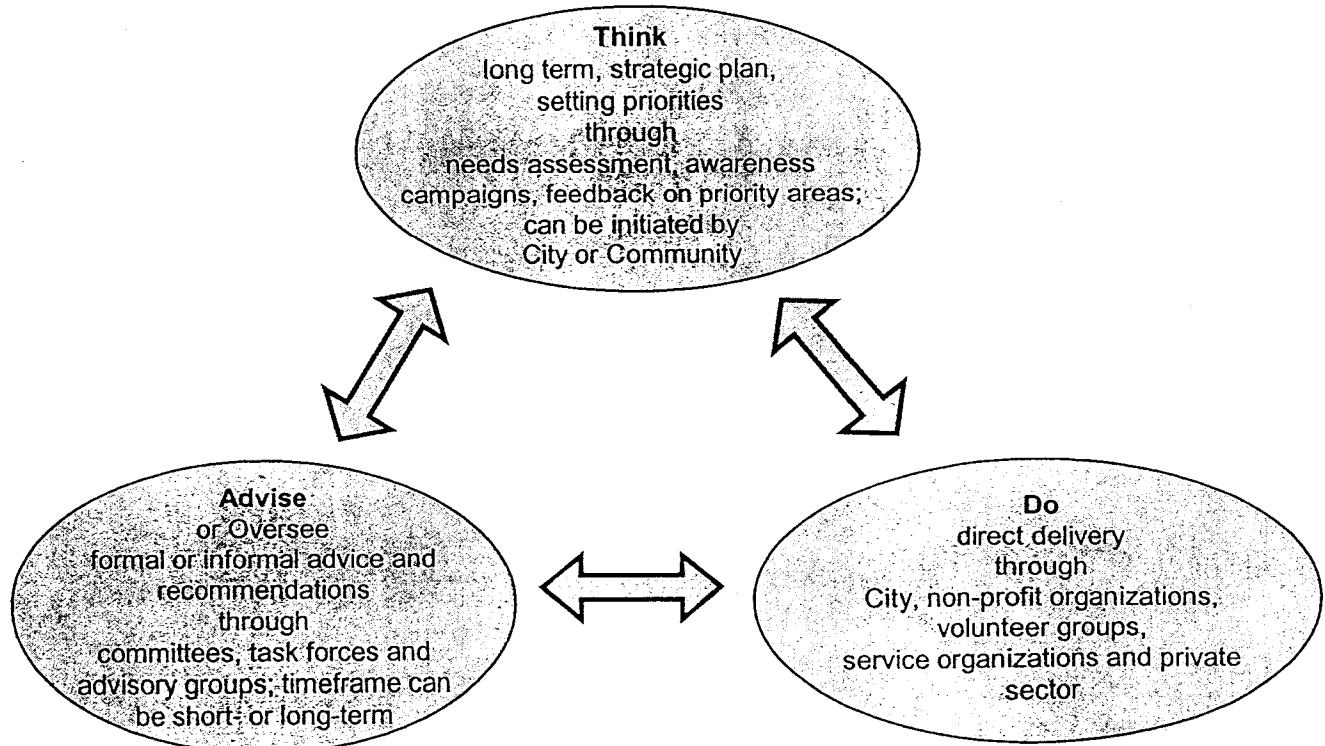 Think
long term, strategic plan,
setting priorities
through
needs assessment, awareness
campaigns, feedback on priority areas;
can be initiated by
City or Community
Advise
or Oversee
formal or informal advice and
recommendations
through
committees, task forces and
advisory groups; timeframe can
be short- or long-term
Do
direct delivery
through
City, non-profit organizations,
volunteer groups,
service organizations and private
sector